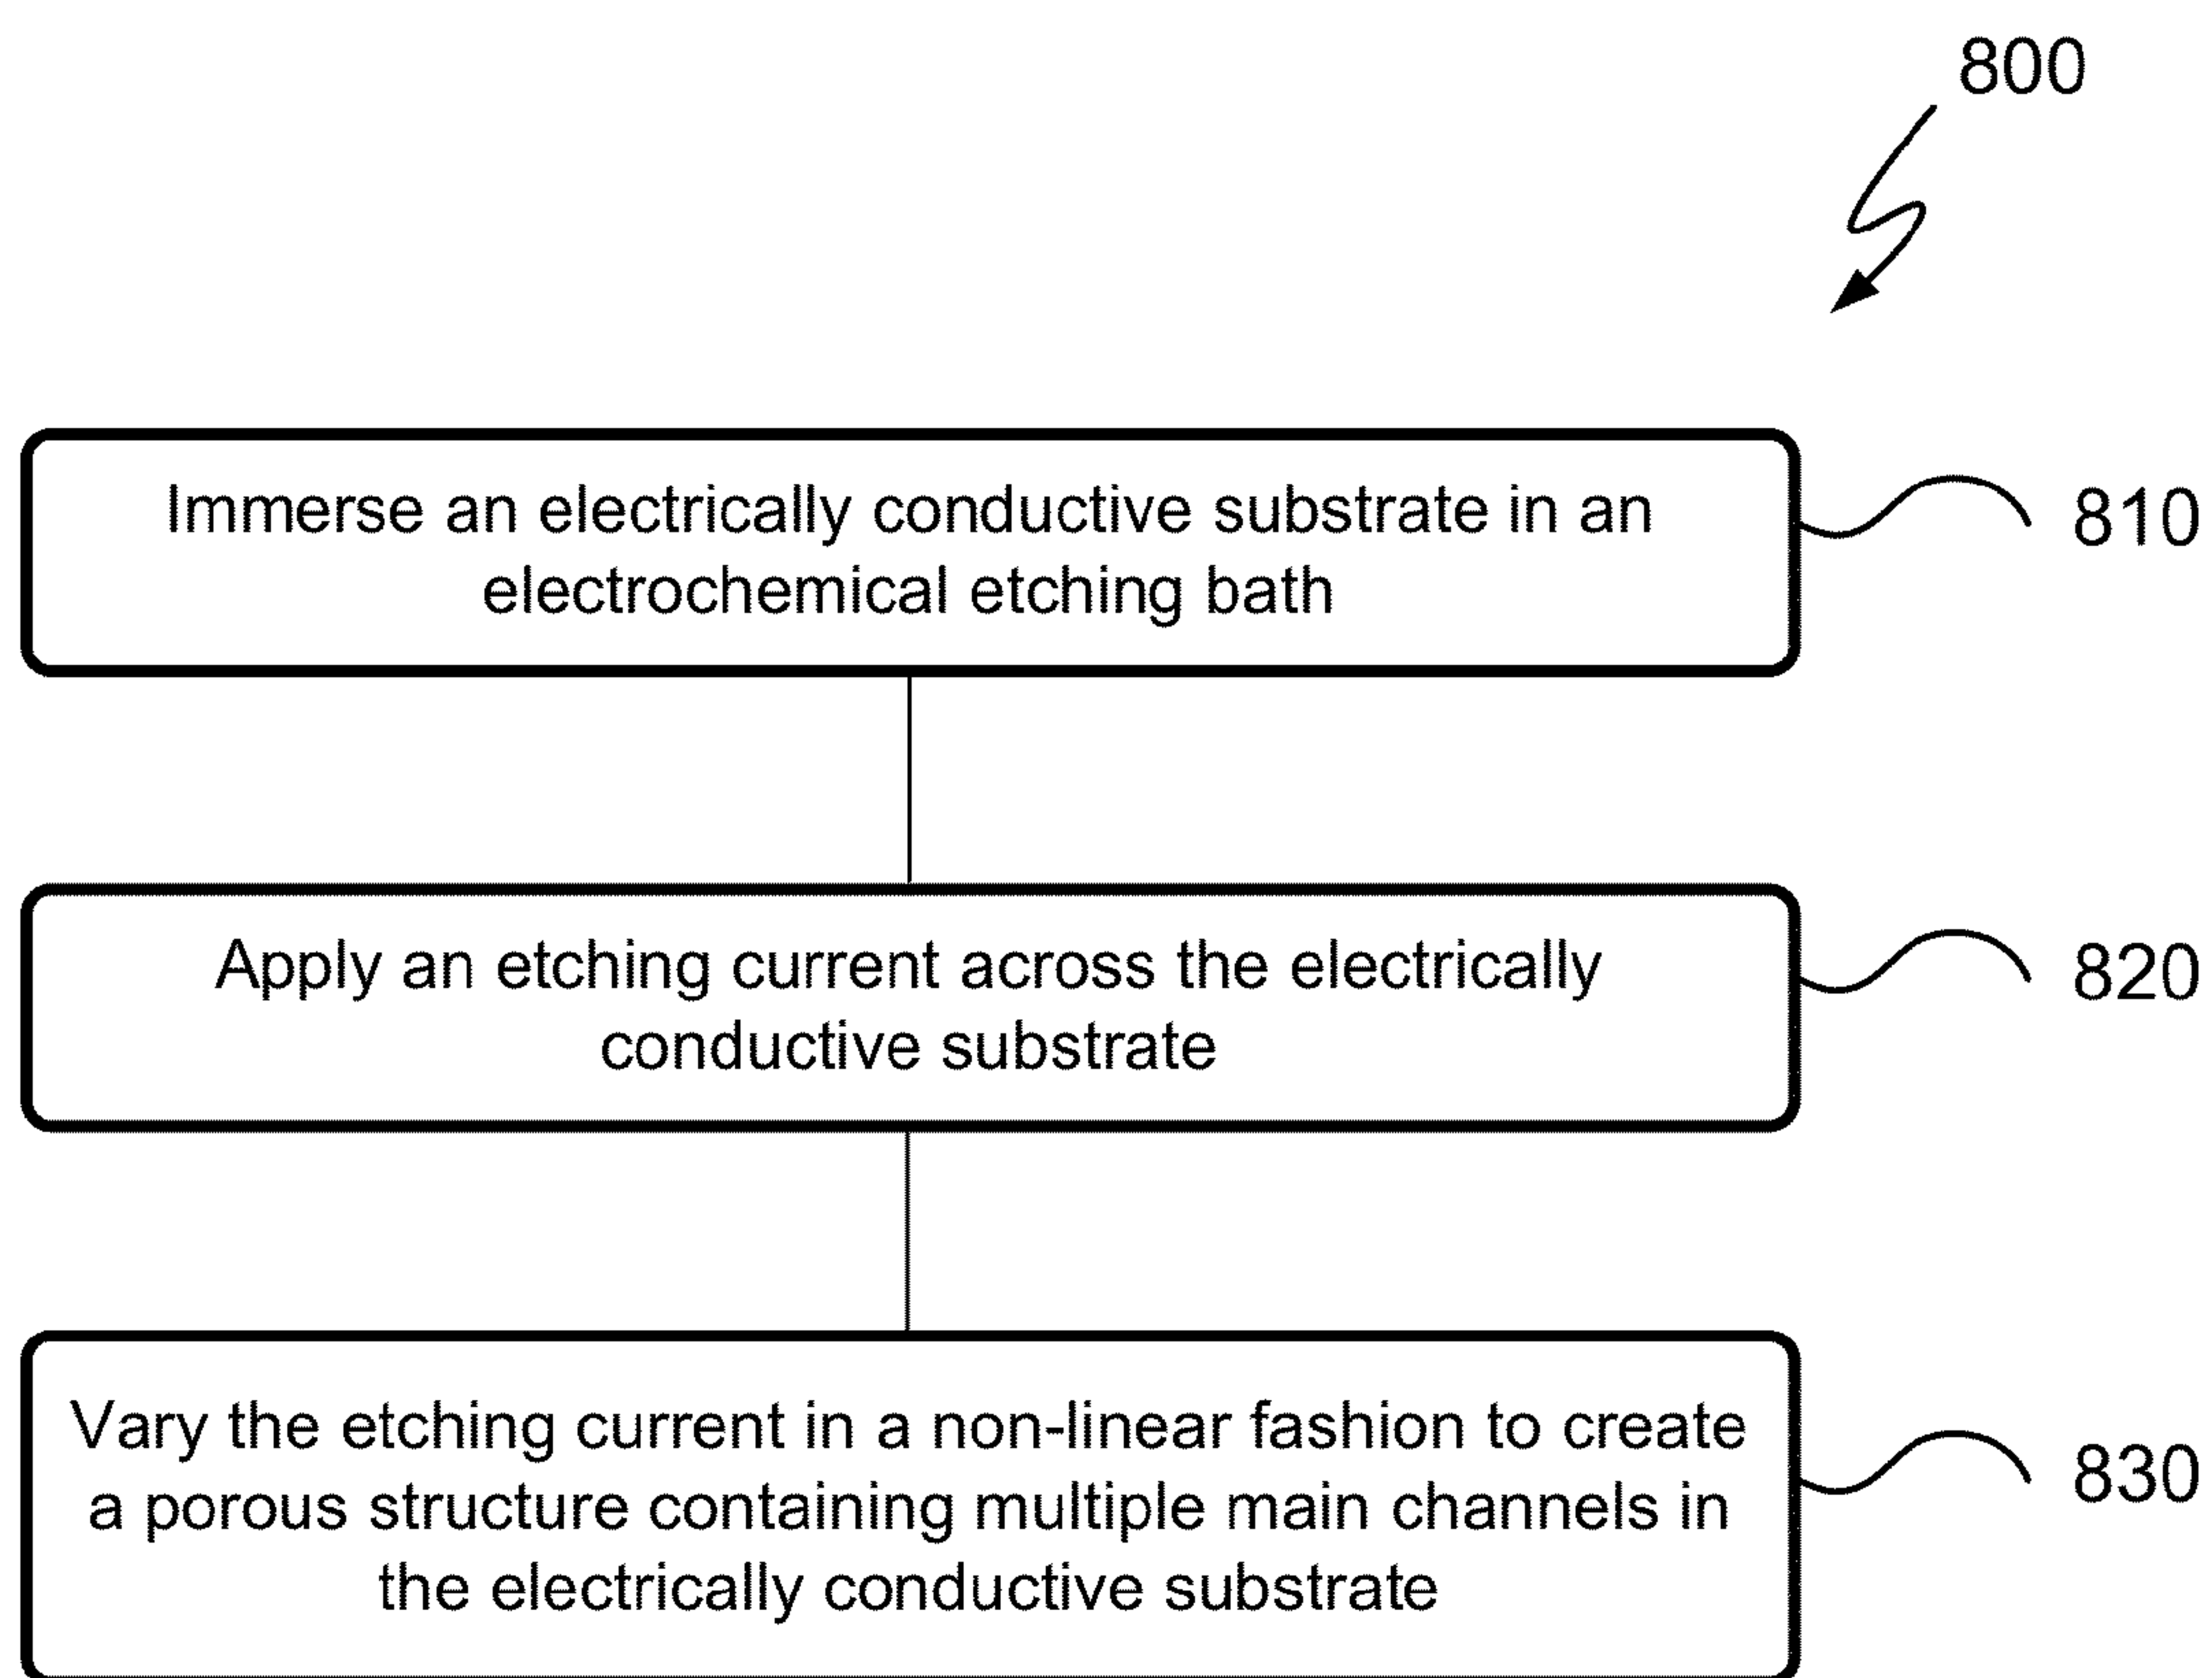 800
Immerse an electrically conductive substrate in an
electrochemical etching bath
810
Apply an etching current across the electrically
conductive substrate
820
Vary the etching current in a non-linear fashion to create
a porous structure containing multiple main channels in
the electrically conductive substrate
830